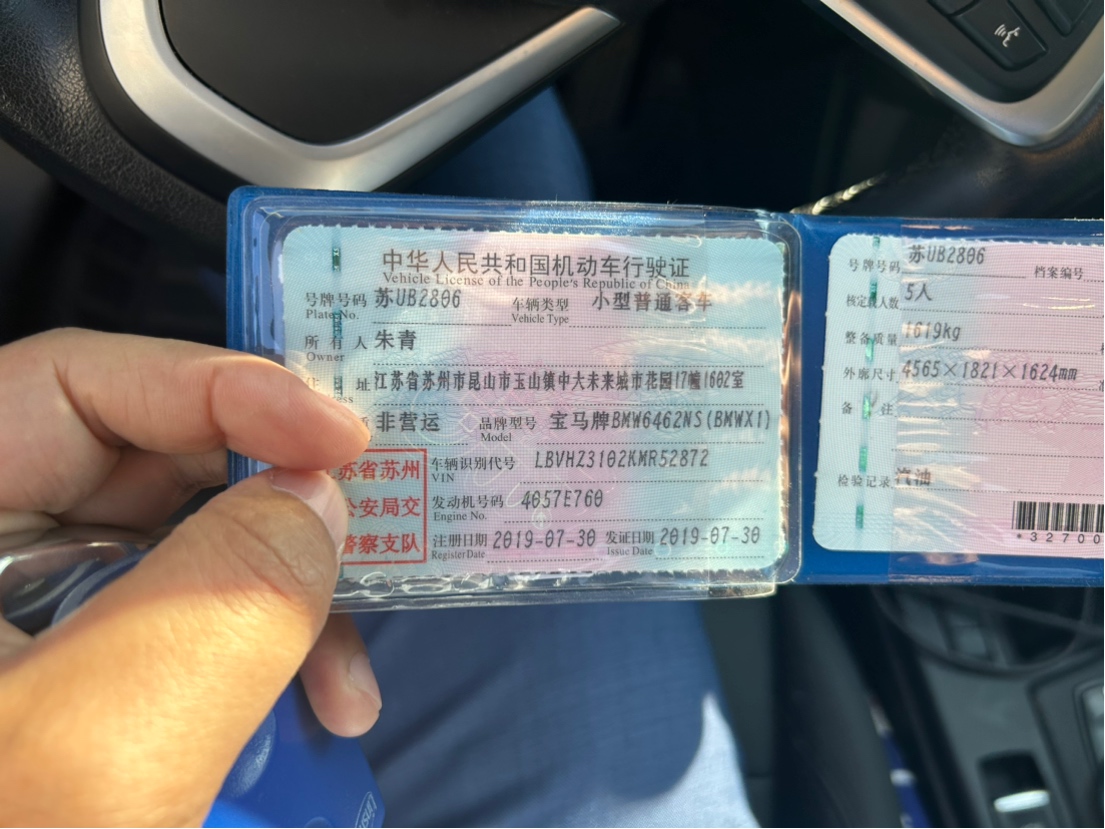 中华人民共和国机动车行驶证
Vehicle License of the People's Republic of China
号牌号码 苏UB2806 车辆类型 小型普通客车
Plate No. Vehicle Type
所有人 朱青
Owner
住址 江苏省苏州市昆山市玉山镇中大未来城市花园17幢1602室
非营运 品牌型号 宝马牌BMW6462NS(BMWX1)
Model
苏省苏州
公安局交
警察支队
车辆识别代号 LBVHZ3102KMR52872
VIN
发动机号码 4057E760
Engine No.
注册日期 2019-07-30 发证日期 2019-07-30
Register Date Issue Date
号牌号码 苏UB2806 档案编号
核定载人数 5人
整备质量 1619kg
外廓尺寸 4565×1821×1624mm
备注
检验记录 汽油
*32700